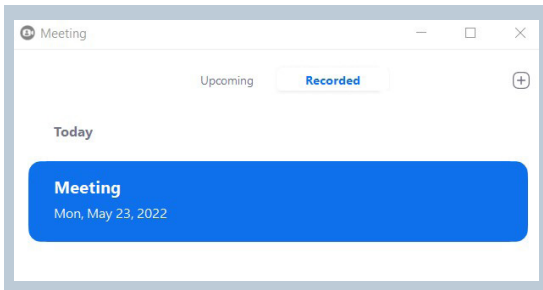 Meeting
Upcoming Recorded
Today
Meeting
Mon, May 23, 2022